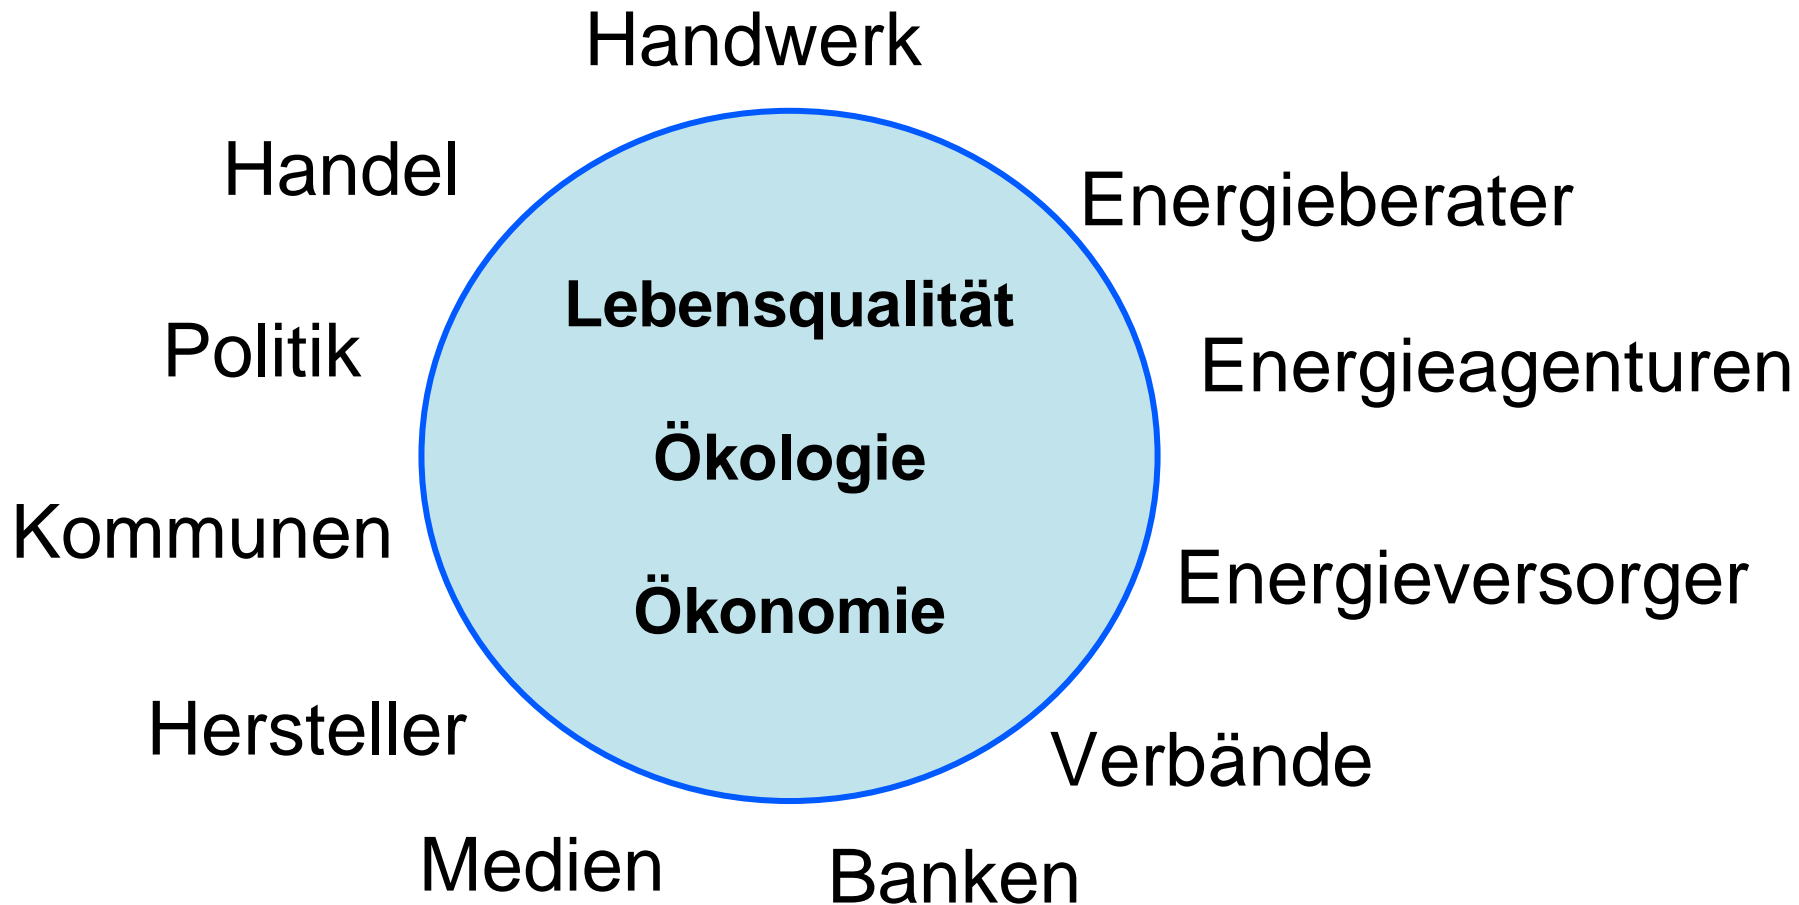 Handwerk
Handel
Energieberater
Lebensqualität
Politik
Energieagenturen
Ökologie
Kommunen
Energieversorger
Ökonomie
Hersteller
Verbände
Medien
Banken